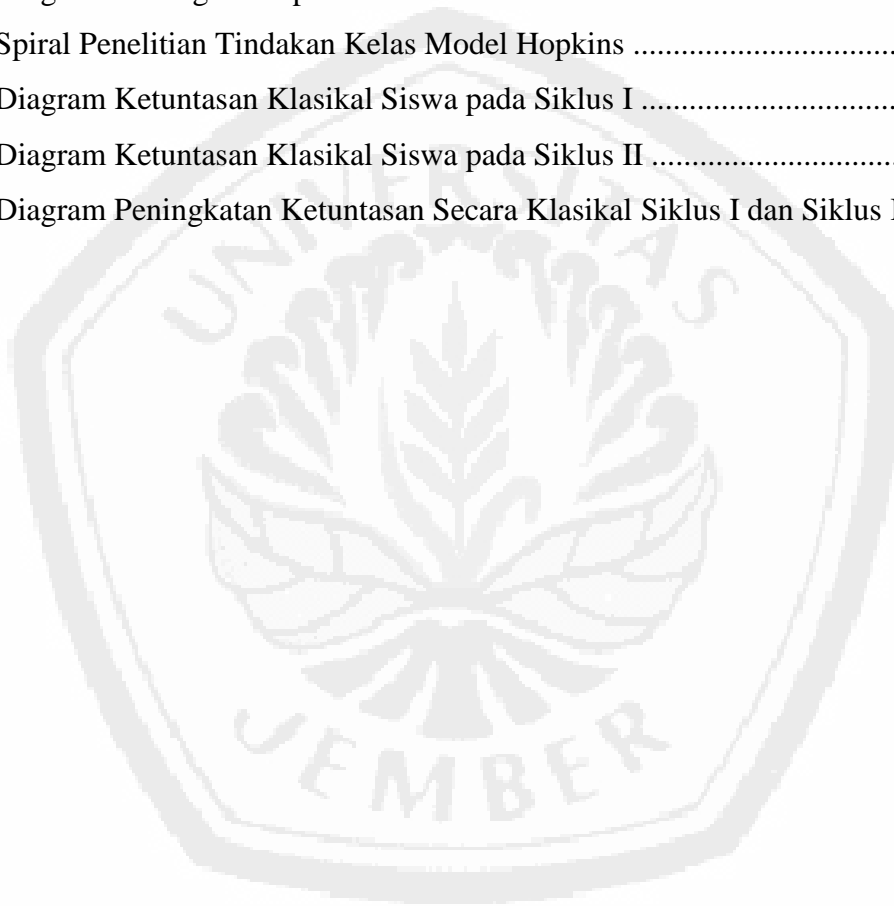 Spiral Penelitian Tindakan Kelas Model Hopkins .................................
Diagram Ketuntasan Klasikal Siswa pada Siklus I ................................
Diagram Ketuntasan Klasikal Siswa pada Siklus II ...............................
Diagram Peningkatan Ketuntasan Secara Klasikal Siklus I dan Siklus
UNIVERSITAS
JEMBER